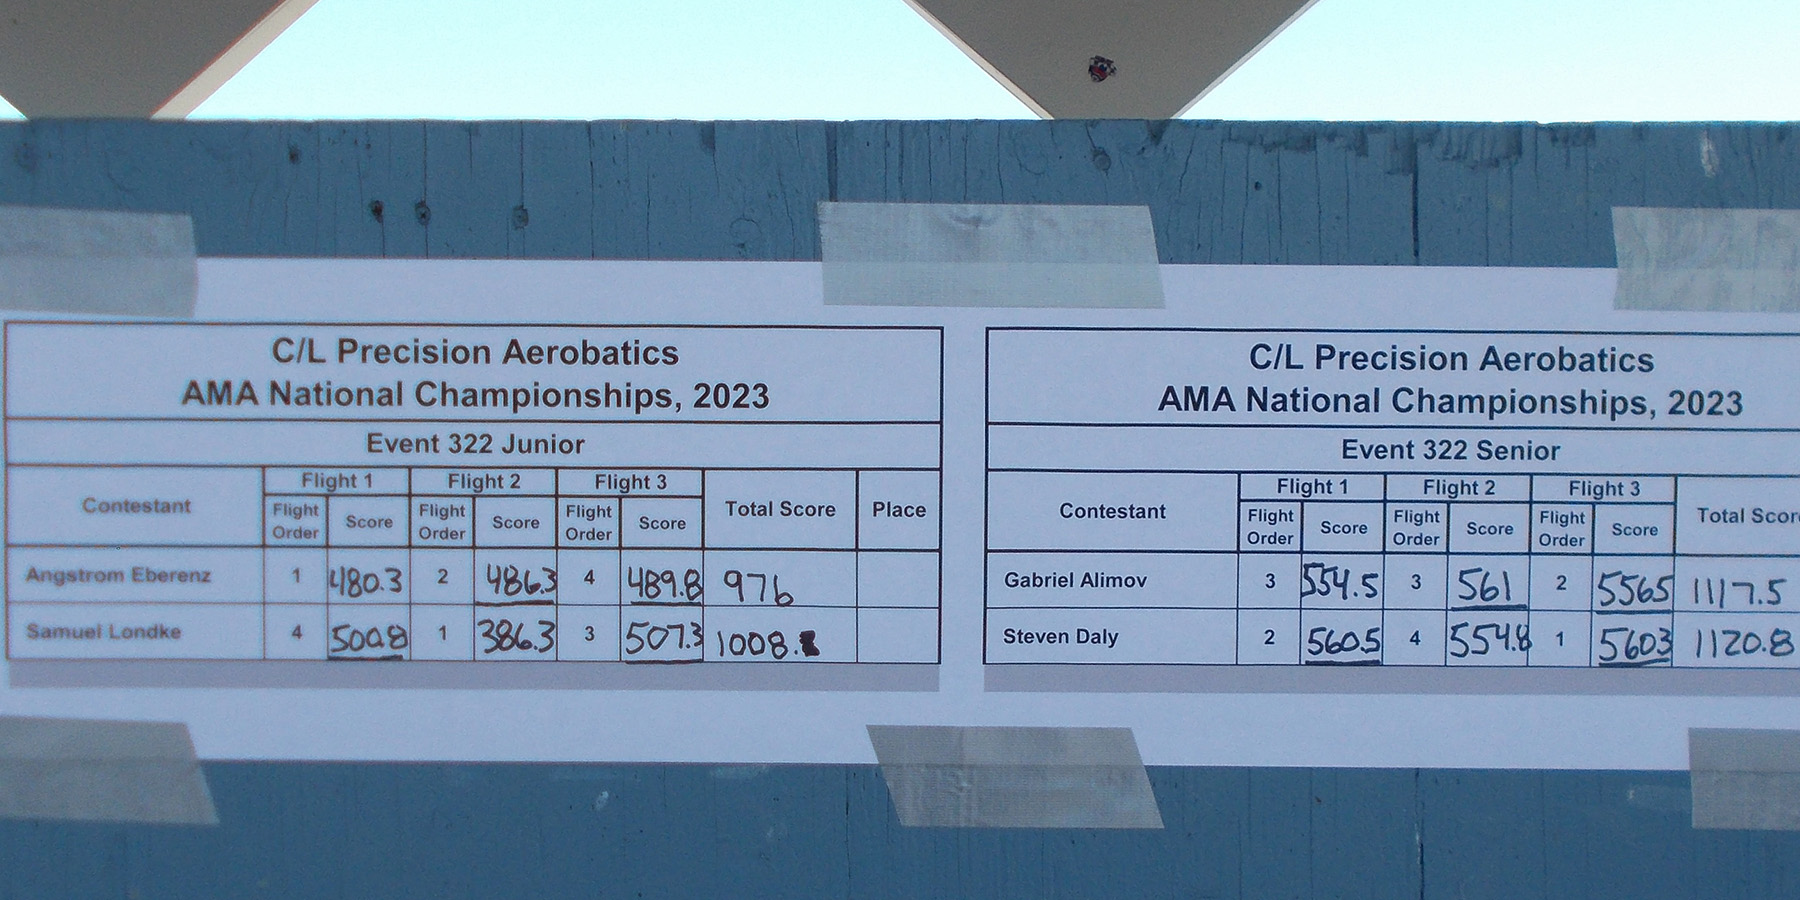 C/L Precision Aerobatics
AMA National Championships, 2023
Event 322 Junior
Contestant Flight 1 Flight 2 Flight 3 Total Score Place
Flight Order Score Flight Order Score Flight Order Score
Angstrom Eberenz 1 480.3 2 486.3 4 489.8 976
Samuel Londke 4 500.8 1 386.3 3 507.3 1008.
C/L Precision Aerobatics
AMA National Championships, 2023
Event 322 Senior
Contestant Flight 1 Flight 2 Flight 3 Total Scor
Flight Order Score Flight Order Score Flight Order Score
Gabriel Alimov 3 554.5 3 561 2 5565 1117.5
Steven Daly 2 560.5 4 554.8 1 5603 1120.8